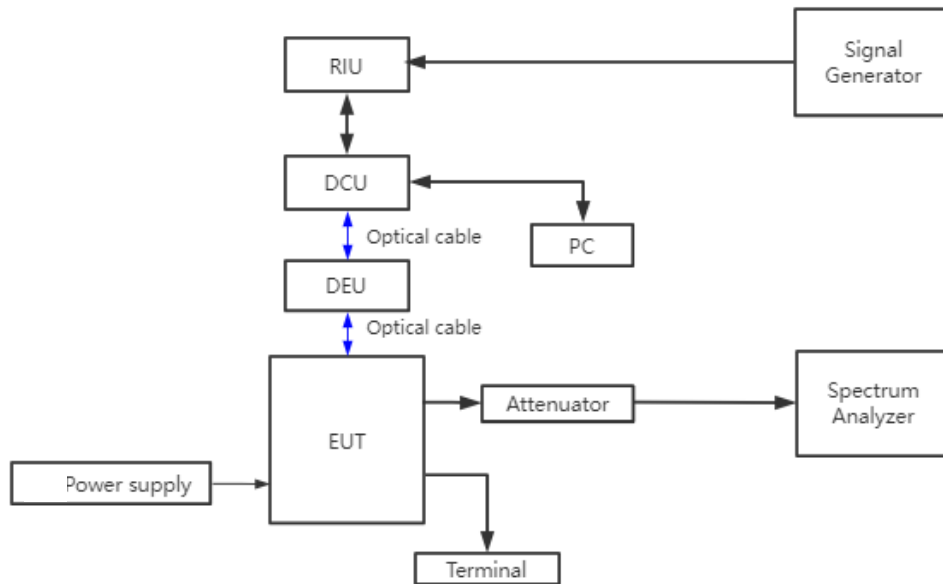 Signal
Generator
RIU
DCU
Optical cable
PC
DEU
Optical cable
EUT
Attenuator
Spectrum
Analyzer
Power supply
Terminal